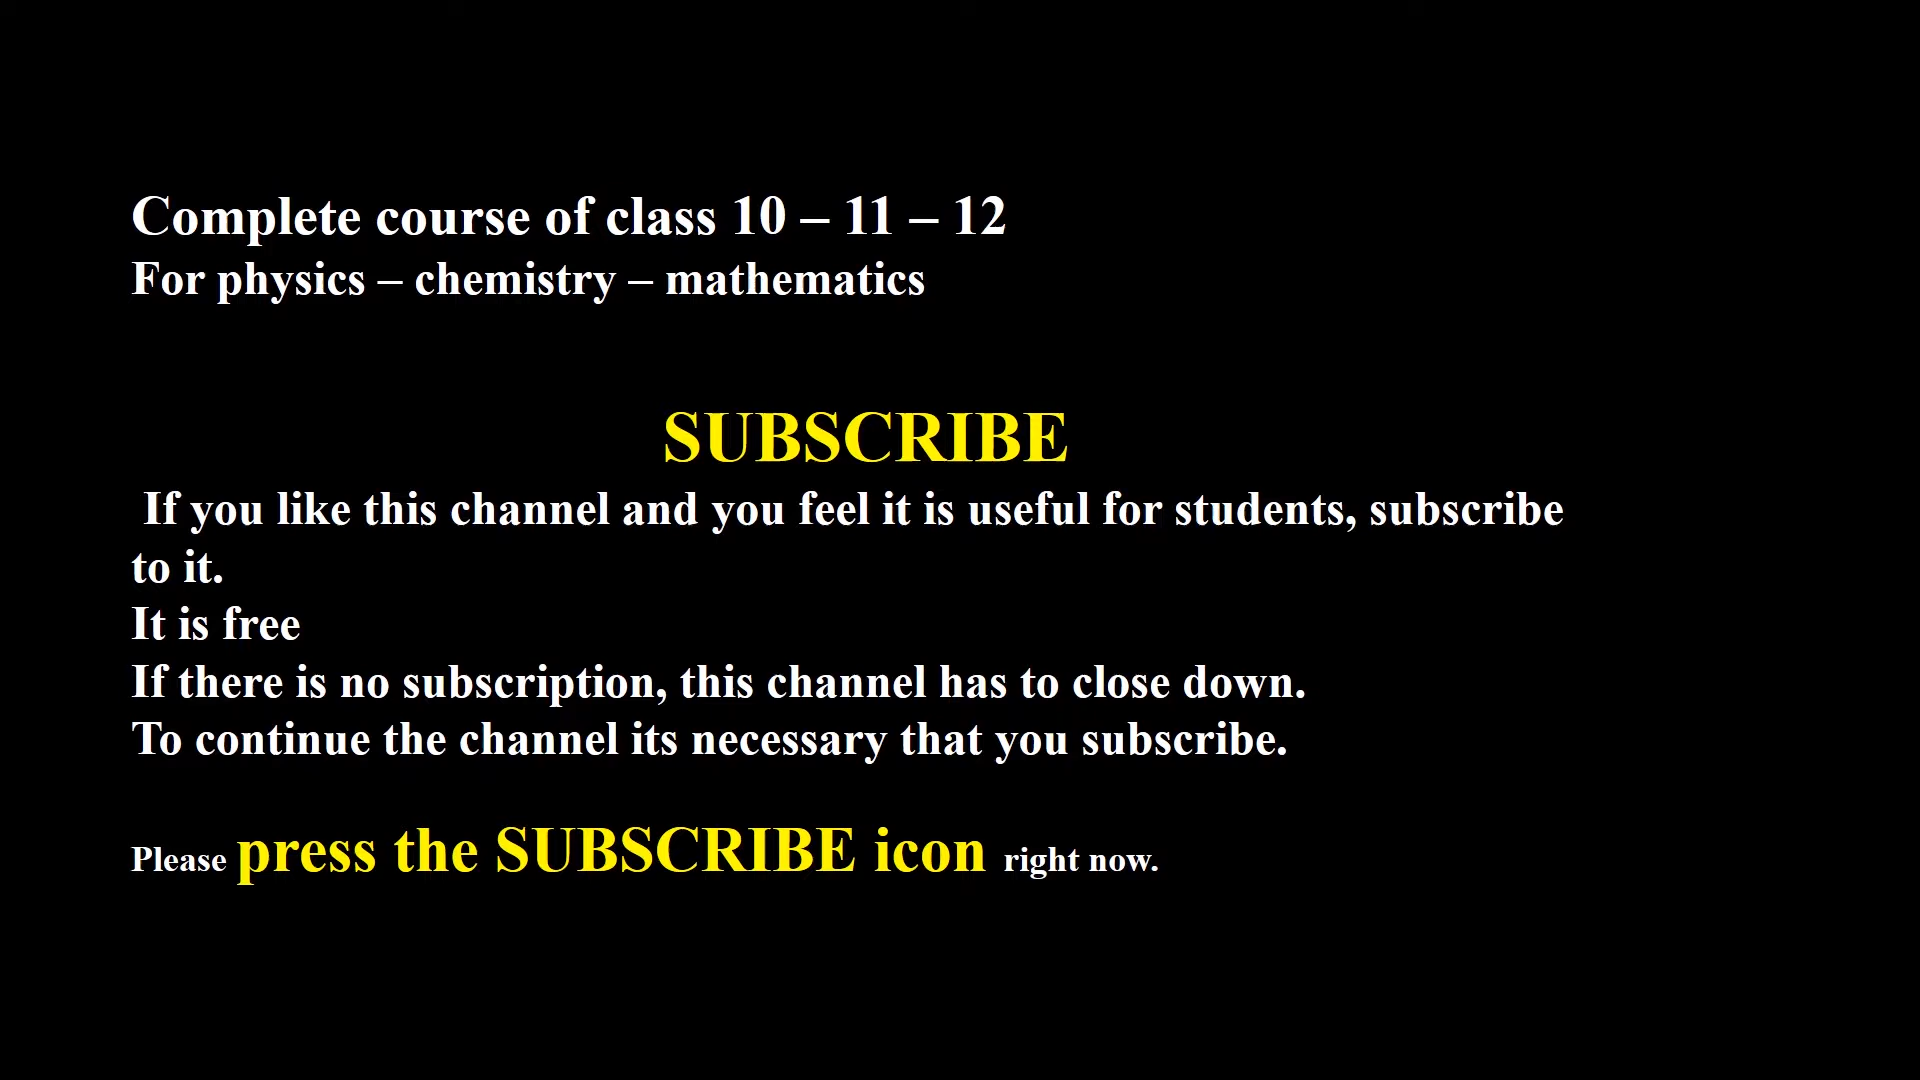 Complete course of class 10 – 11 – 12
For physics – chemistry – mathematics
SUBSCRIBE
If you like this channel and you feel it is useful for students, subscribe
to it.
It is free
If there is no subscription, this channel has to close down.
To continue the channel its necessary that you subscribe.
Please press the SUBSCRIBE icon right now.